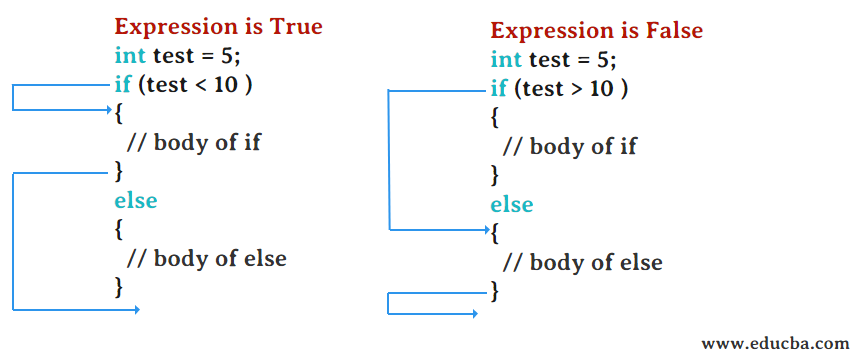 Expression is True
int test = 5;
if (test < 10 )
{
// body of if
}
else
{
// body of else
}
Expression is False
int test = 5;
if (test > 10 )
{
// body of if
}
else
{
// body of else
}
www.educba.com